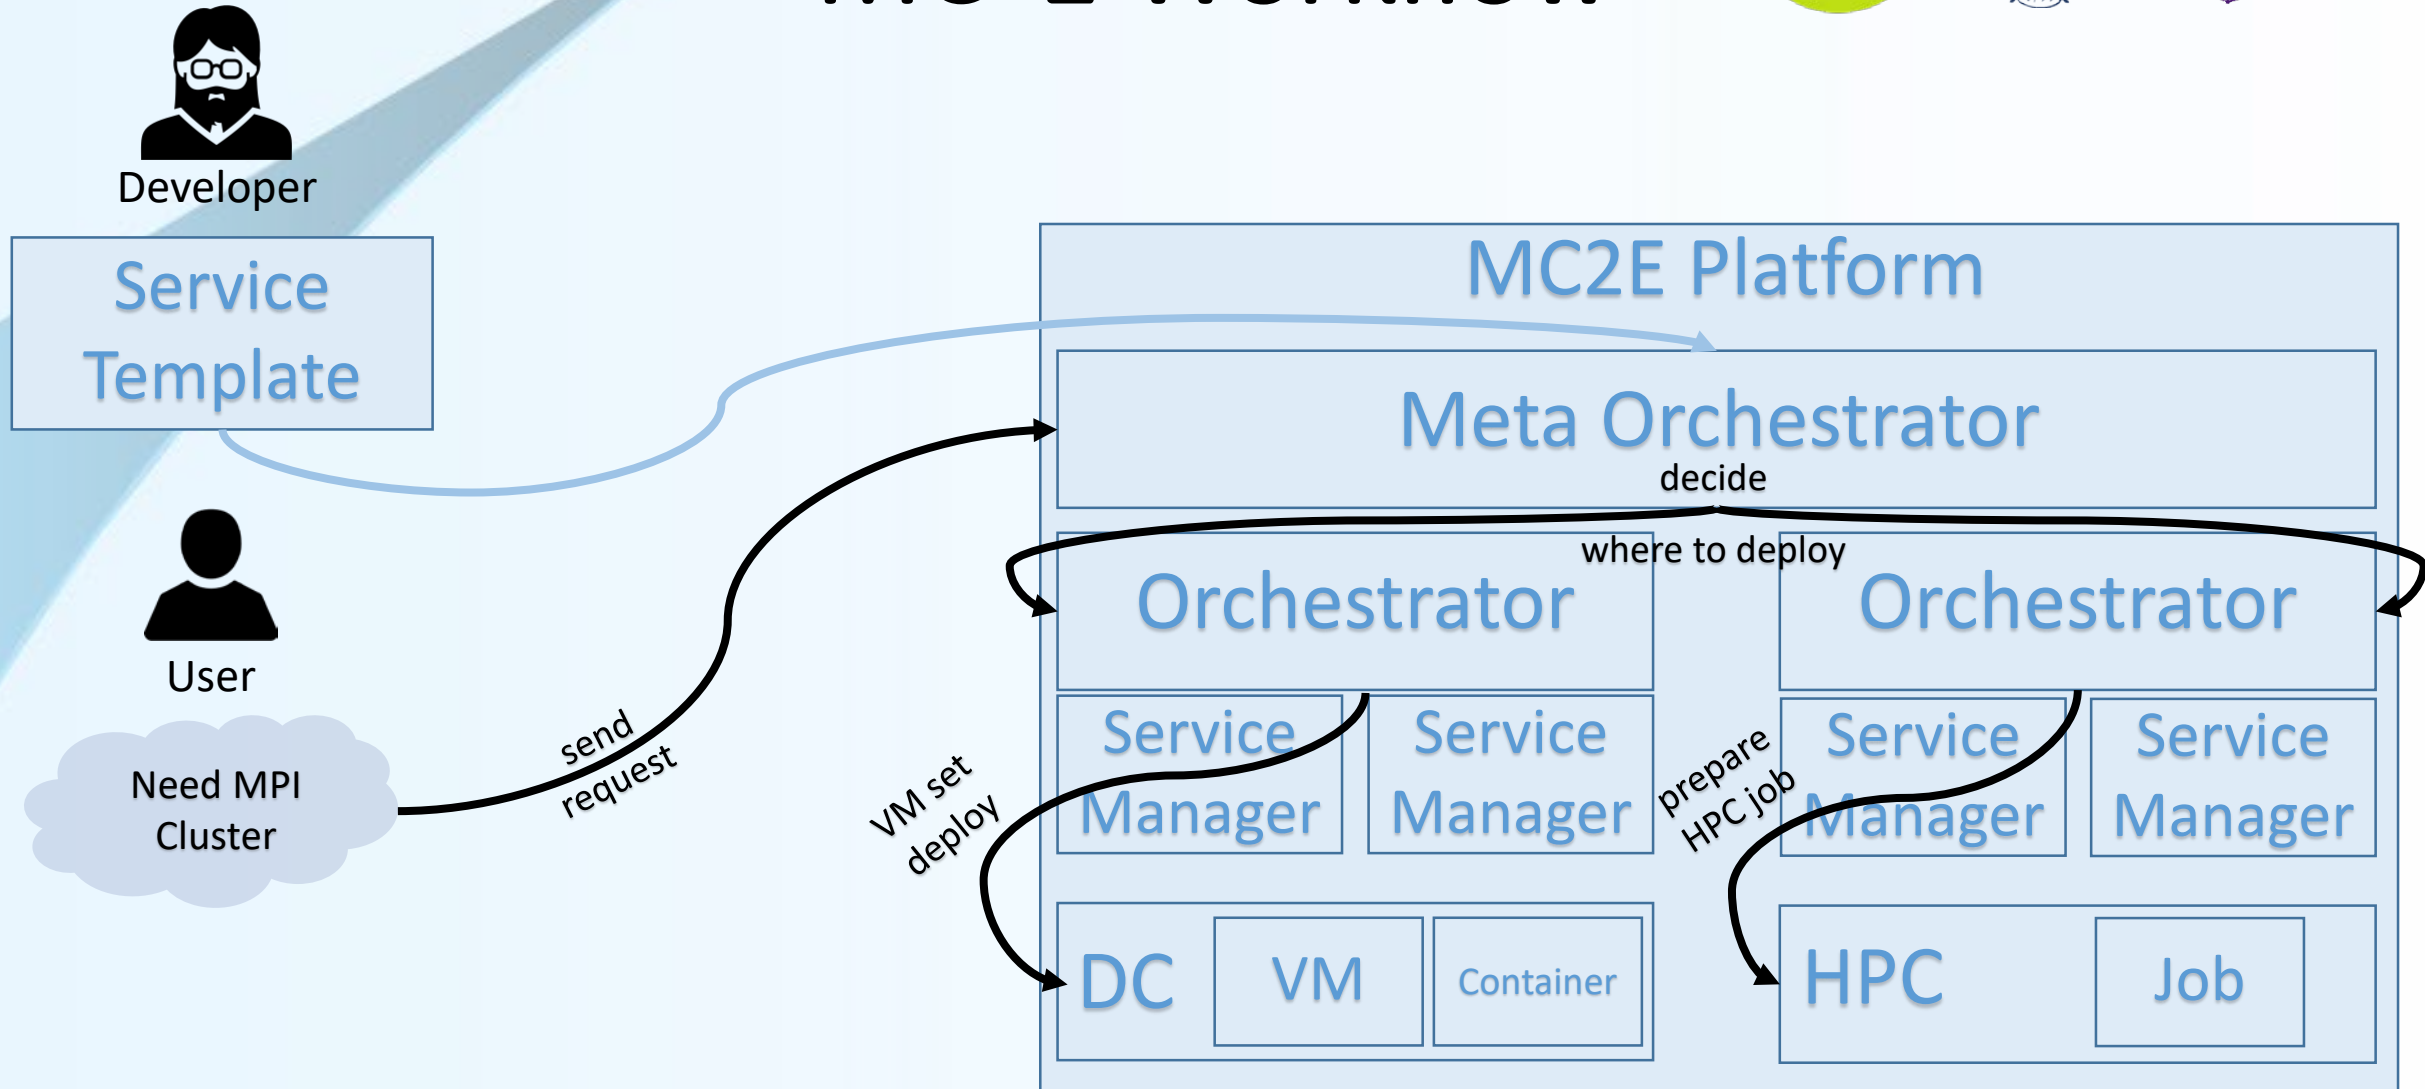 Developer
Service
Template
User
Need MPI
Cluster
send
request
MC2E Platform
Meta Orchestrator
decide
where to deploy
Orchestrator
Orchestrator
Service
Manager
Service
Manager
Service
Manager
Service
Manager
VM set
deploy
prepare
HPC job
DC
VM
Container
HPC
Job